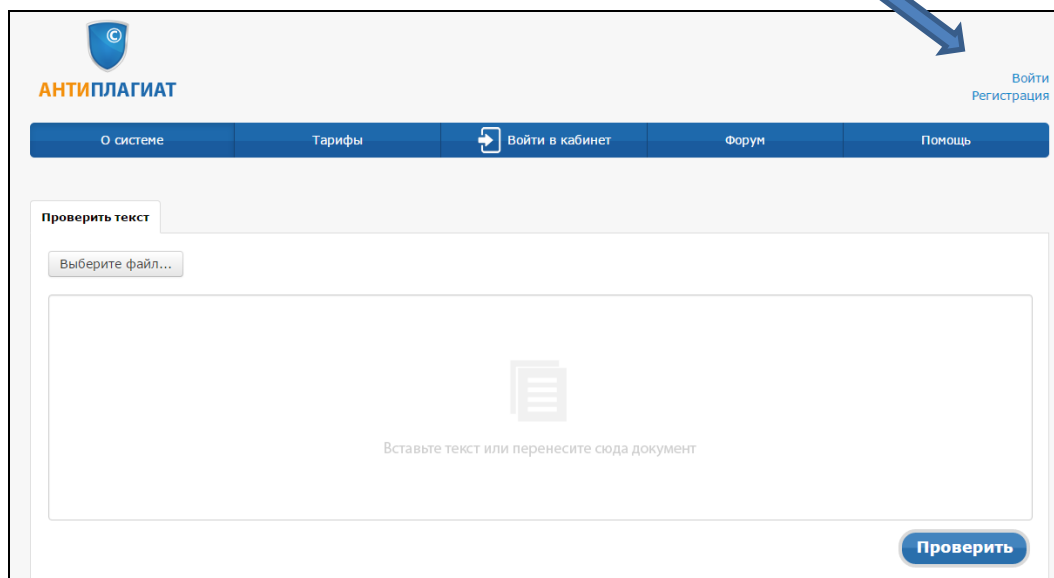 ©
АНТИПЛАГИАТ
Войти
Регистрация
О системе Тарифы Войти в кабинет Форум Помощь
Проверить текст
Выберите файл...
Вставьте текст или перенесите сюда документ
Проверить